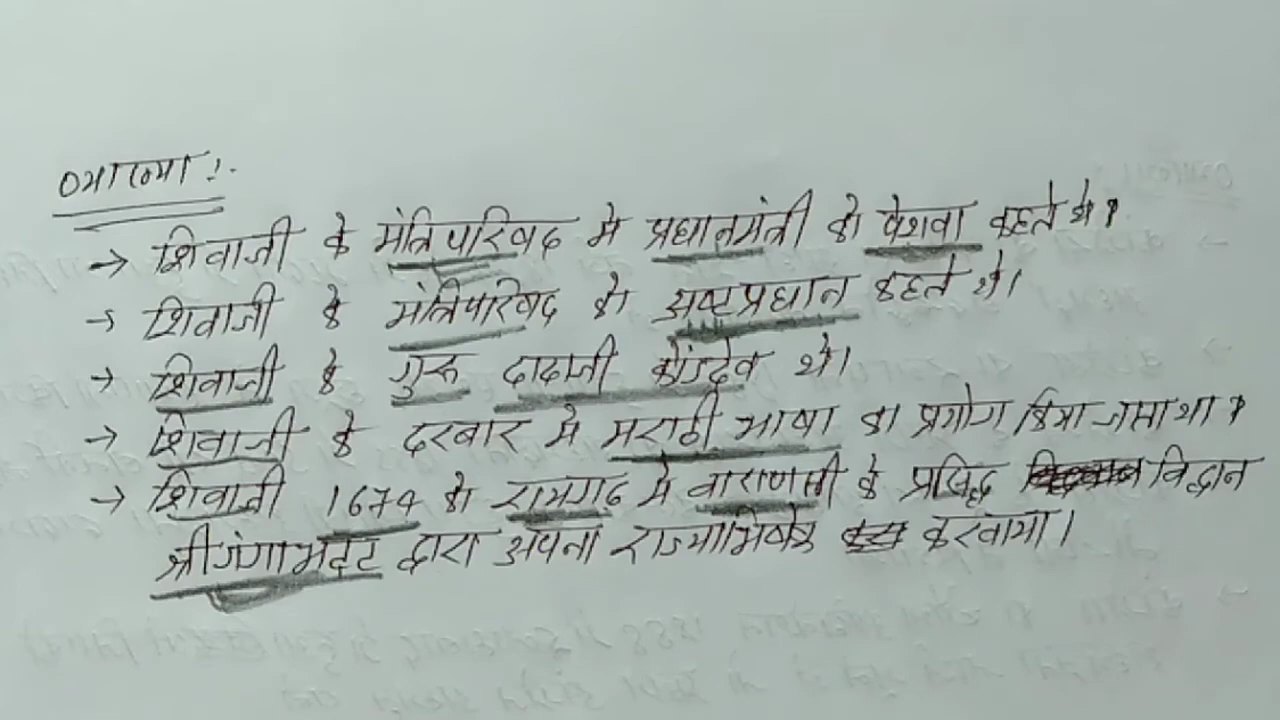 व्याख्या :-
→ शिवाजी के मंत्रिपरिषद में प्रधानमंत्री को पेशवा कहते थे।
→ शिवाजी के मंत्रिपरिषद को अष्टप्रधान कहते थे।
→ शिवाजी के गुरू दादाजी कोंडदेव थे।
→ शिवाजी के दरबार में मराठी भाषा का प्रयोग किया जाता था।
→ शिवाजी 1674 को रायगढ में वाराणसी के प्रसिद्ध विद्वान
श्रीगंगाभट्ट द्वारा अपना राज्याभिषेक करवाया।